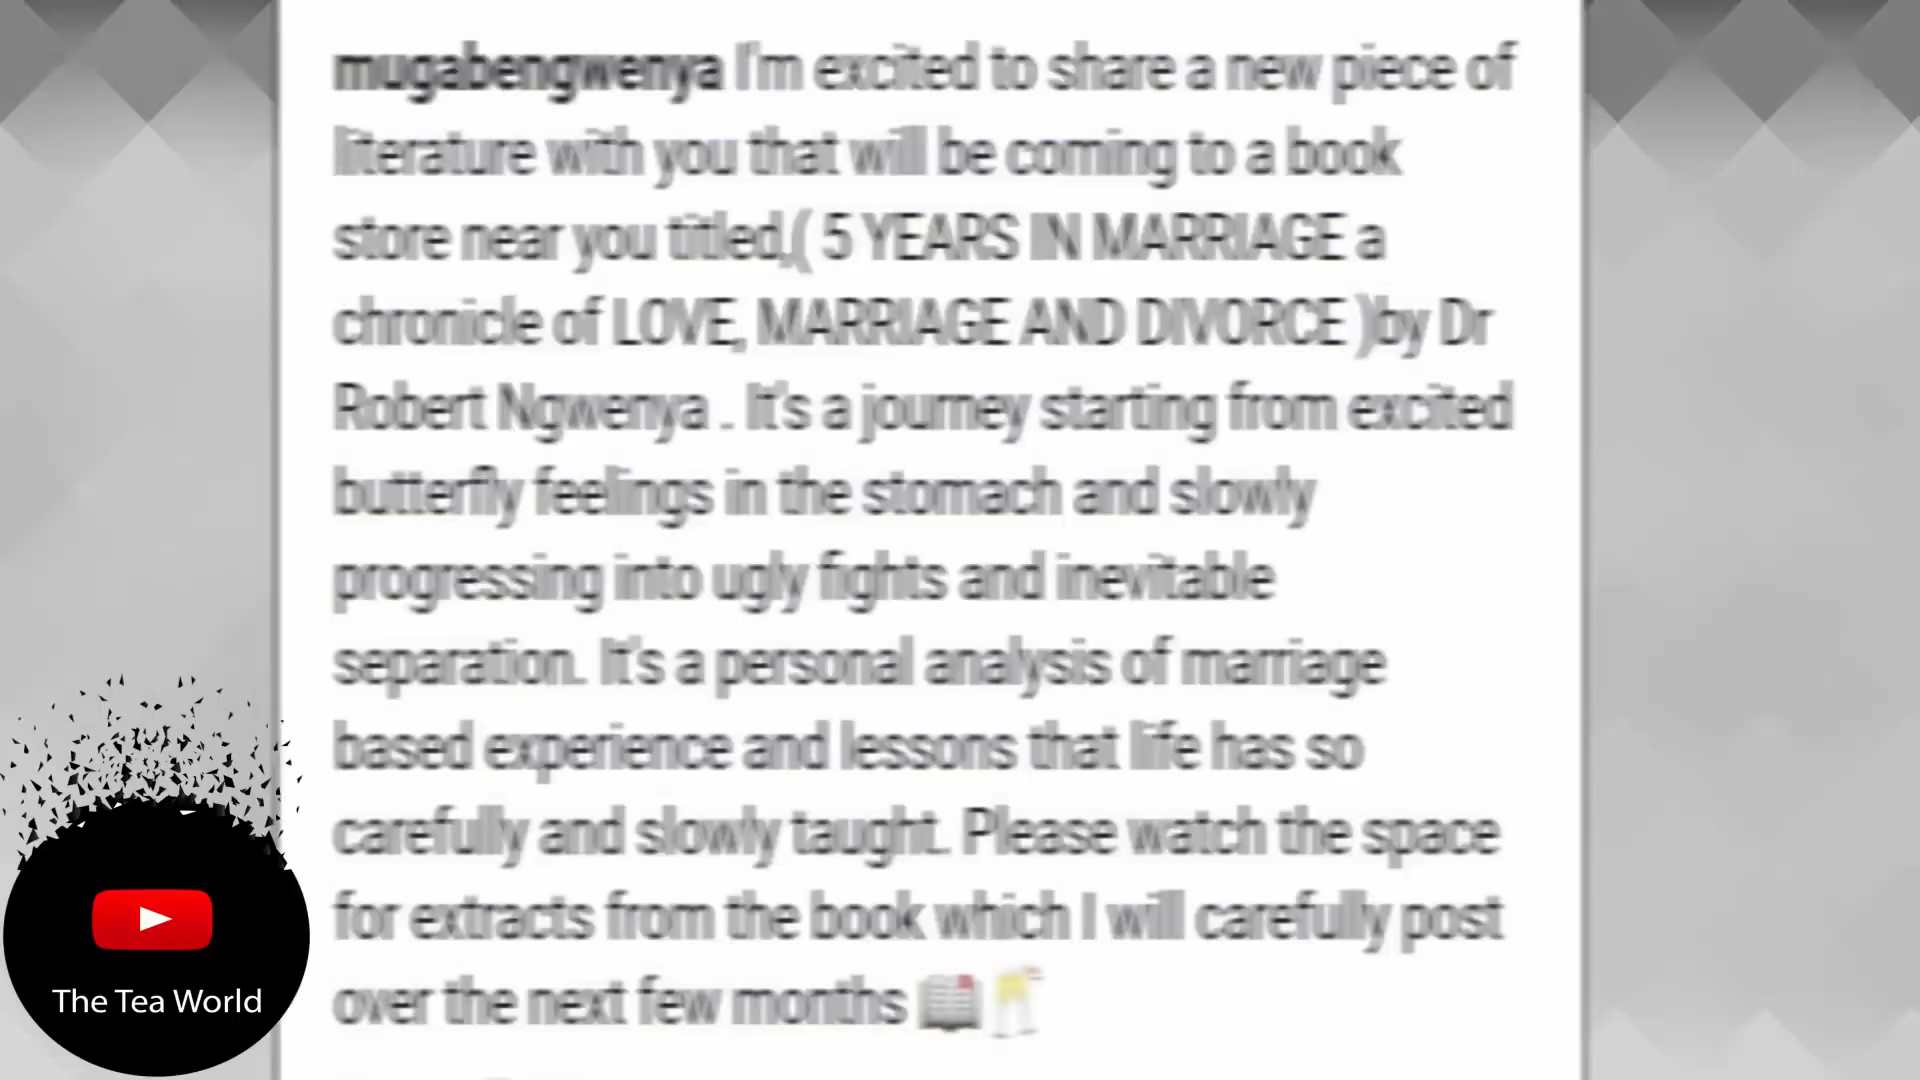 mugabengwenya I'm excited to share a new piece of
literature with you that will be coming to a book
store near you titled,( 5 YEARS IN MARRIAGE a
chronicle of LOVE, MARRIAGE AND DIVORCE )by Dr
Robert Ngwenya . It's a journey starting from excited
butterfly feelings in the stomach and slowly
progressing into ugly fights and inevitable
separation. It's a personal analysis of marriage
based experience and lessons that life has so
carefully and slowly taught. Please watch the space
for extracts from the book which I will carefully post
over the next few months 📖🥂
The Tea World